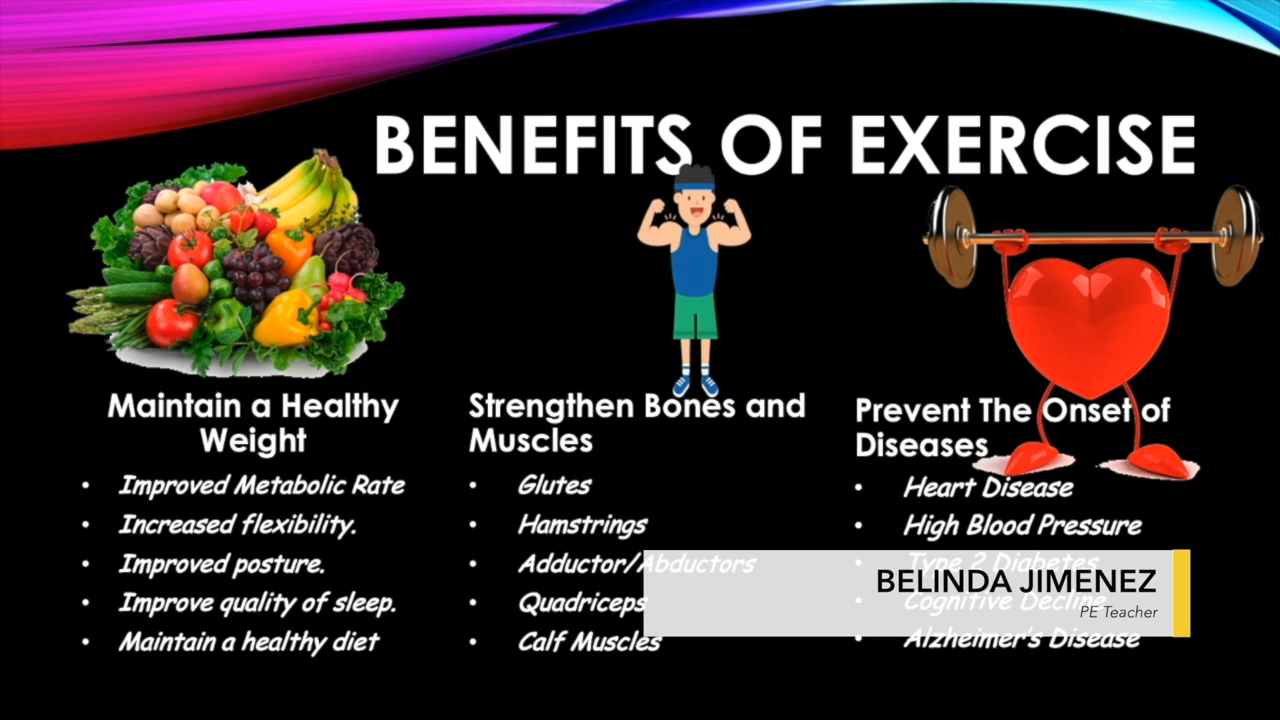 BENEFITS OF EXERCISE
Maintain a Healthy
Weight
• Improved Metabolic Rate
• Increased flexibility.
• Improved posture.
• Improve quality of sleep.
• Maintain a healthy diet
Strengthen Bones and
Muscles
• Glutes
• Hamstrings
• Adductor/Abductors
• Quadriceps
• Calf Muscles
Prevent The Onset of
Diseases
• Heart Disease
• High Blood Pressure
• Type 2 Diabetes
• Cognitive Decline
• Alzheimer's Disease
BELINDA JIMENEZ
PE Teacher